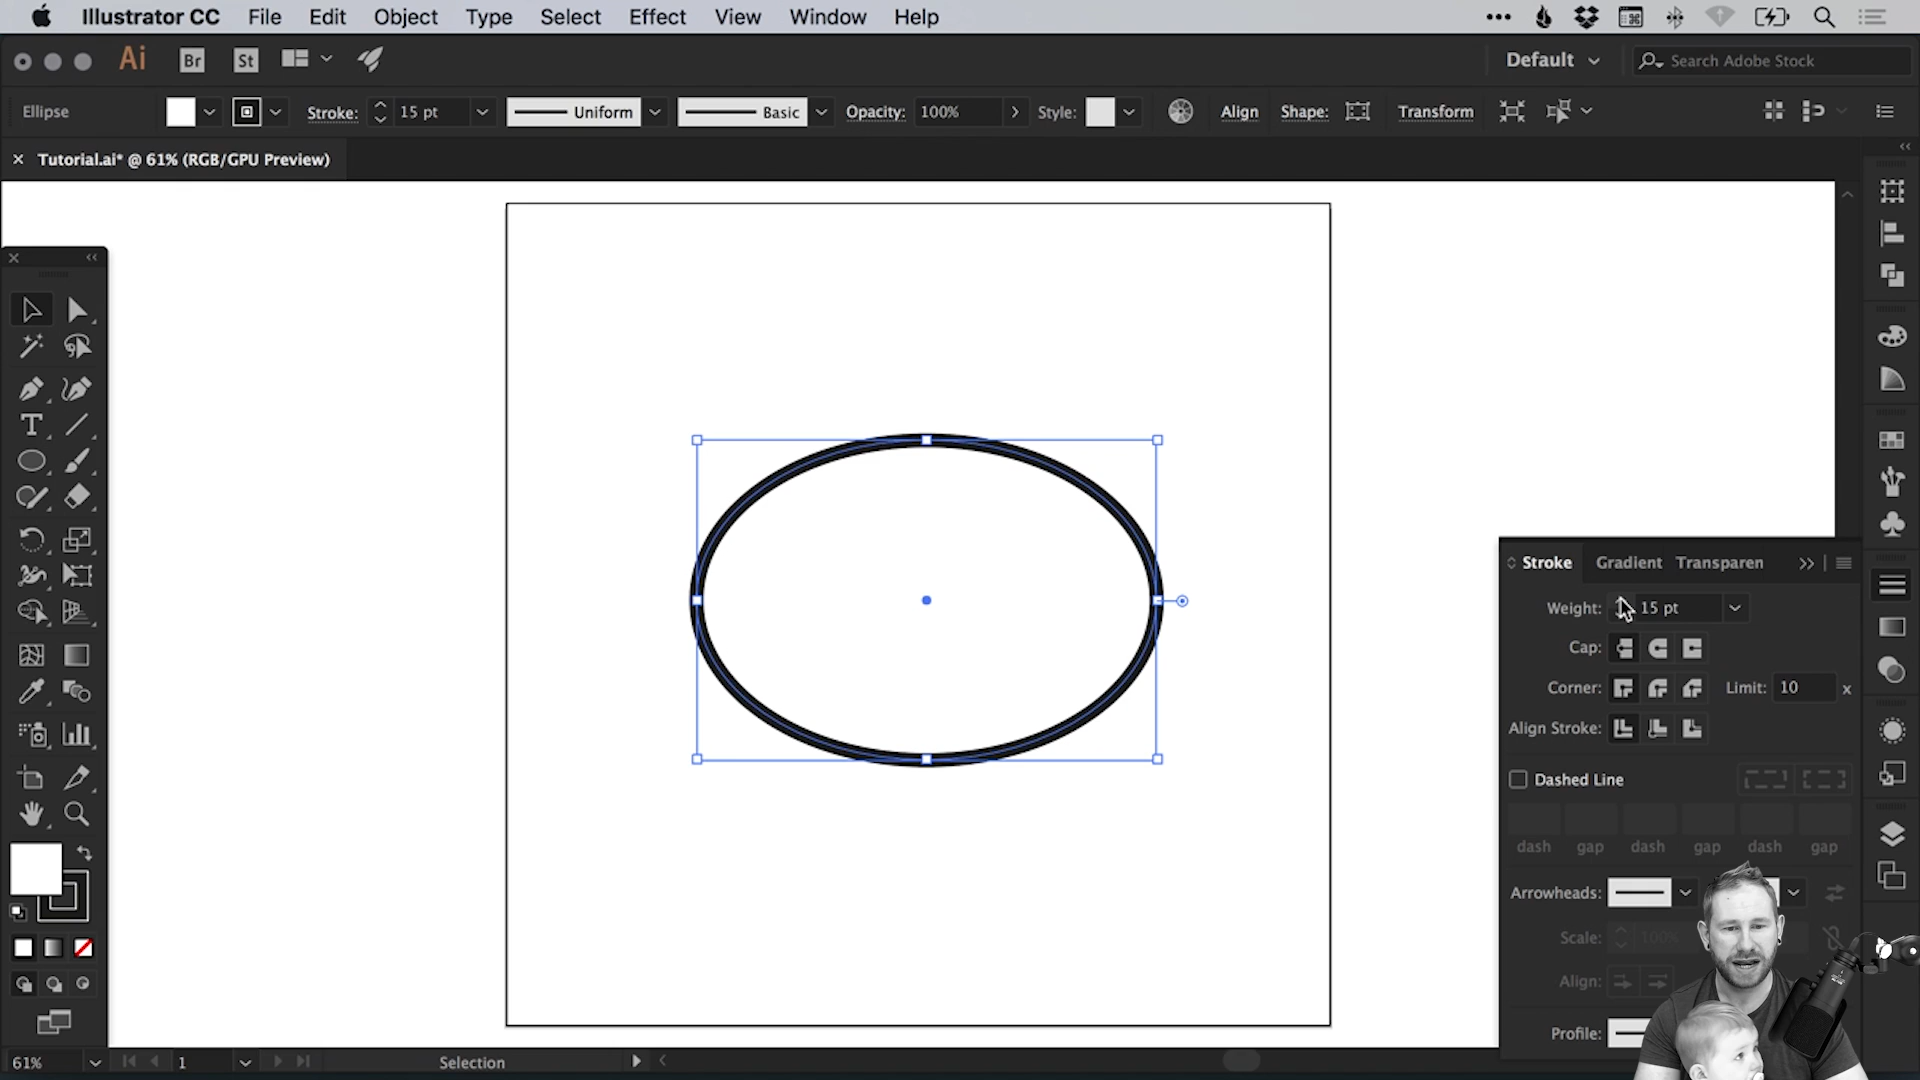 Illustrator CC File Edit Object Type Select Effect View Window Help
Ai Br St Default Search Adobe Stock
Ellipse Stroke: 15 pt Uniform Basic Opacity: 100% Style: Align Shape: Transform
× Tutorial.ai* @ 61% (RGB/GPU Preview)
Stroke Gradient Transparen
Weight: 15 pt
Cap:
Corner: Limit: 10 x
Align Stroke:
Dashed Line
dash gap dash gap dash gap
Arrowheads:
Scale: 100%
Align:
Profile:
61% 1 Selection